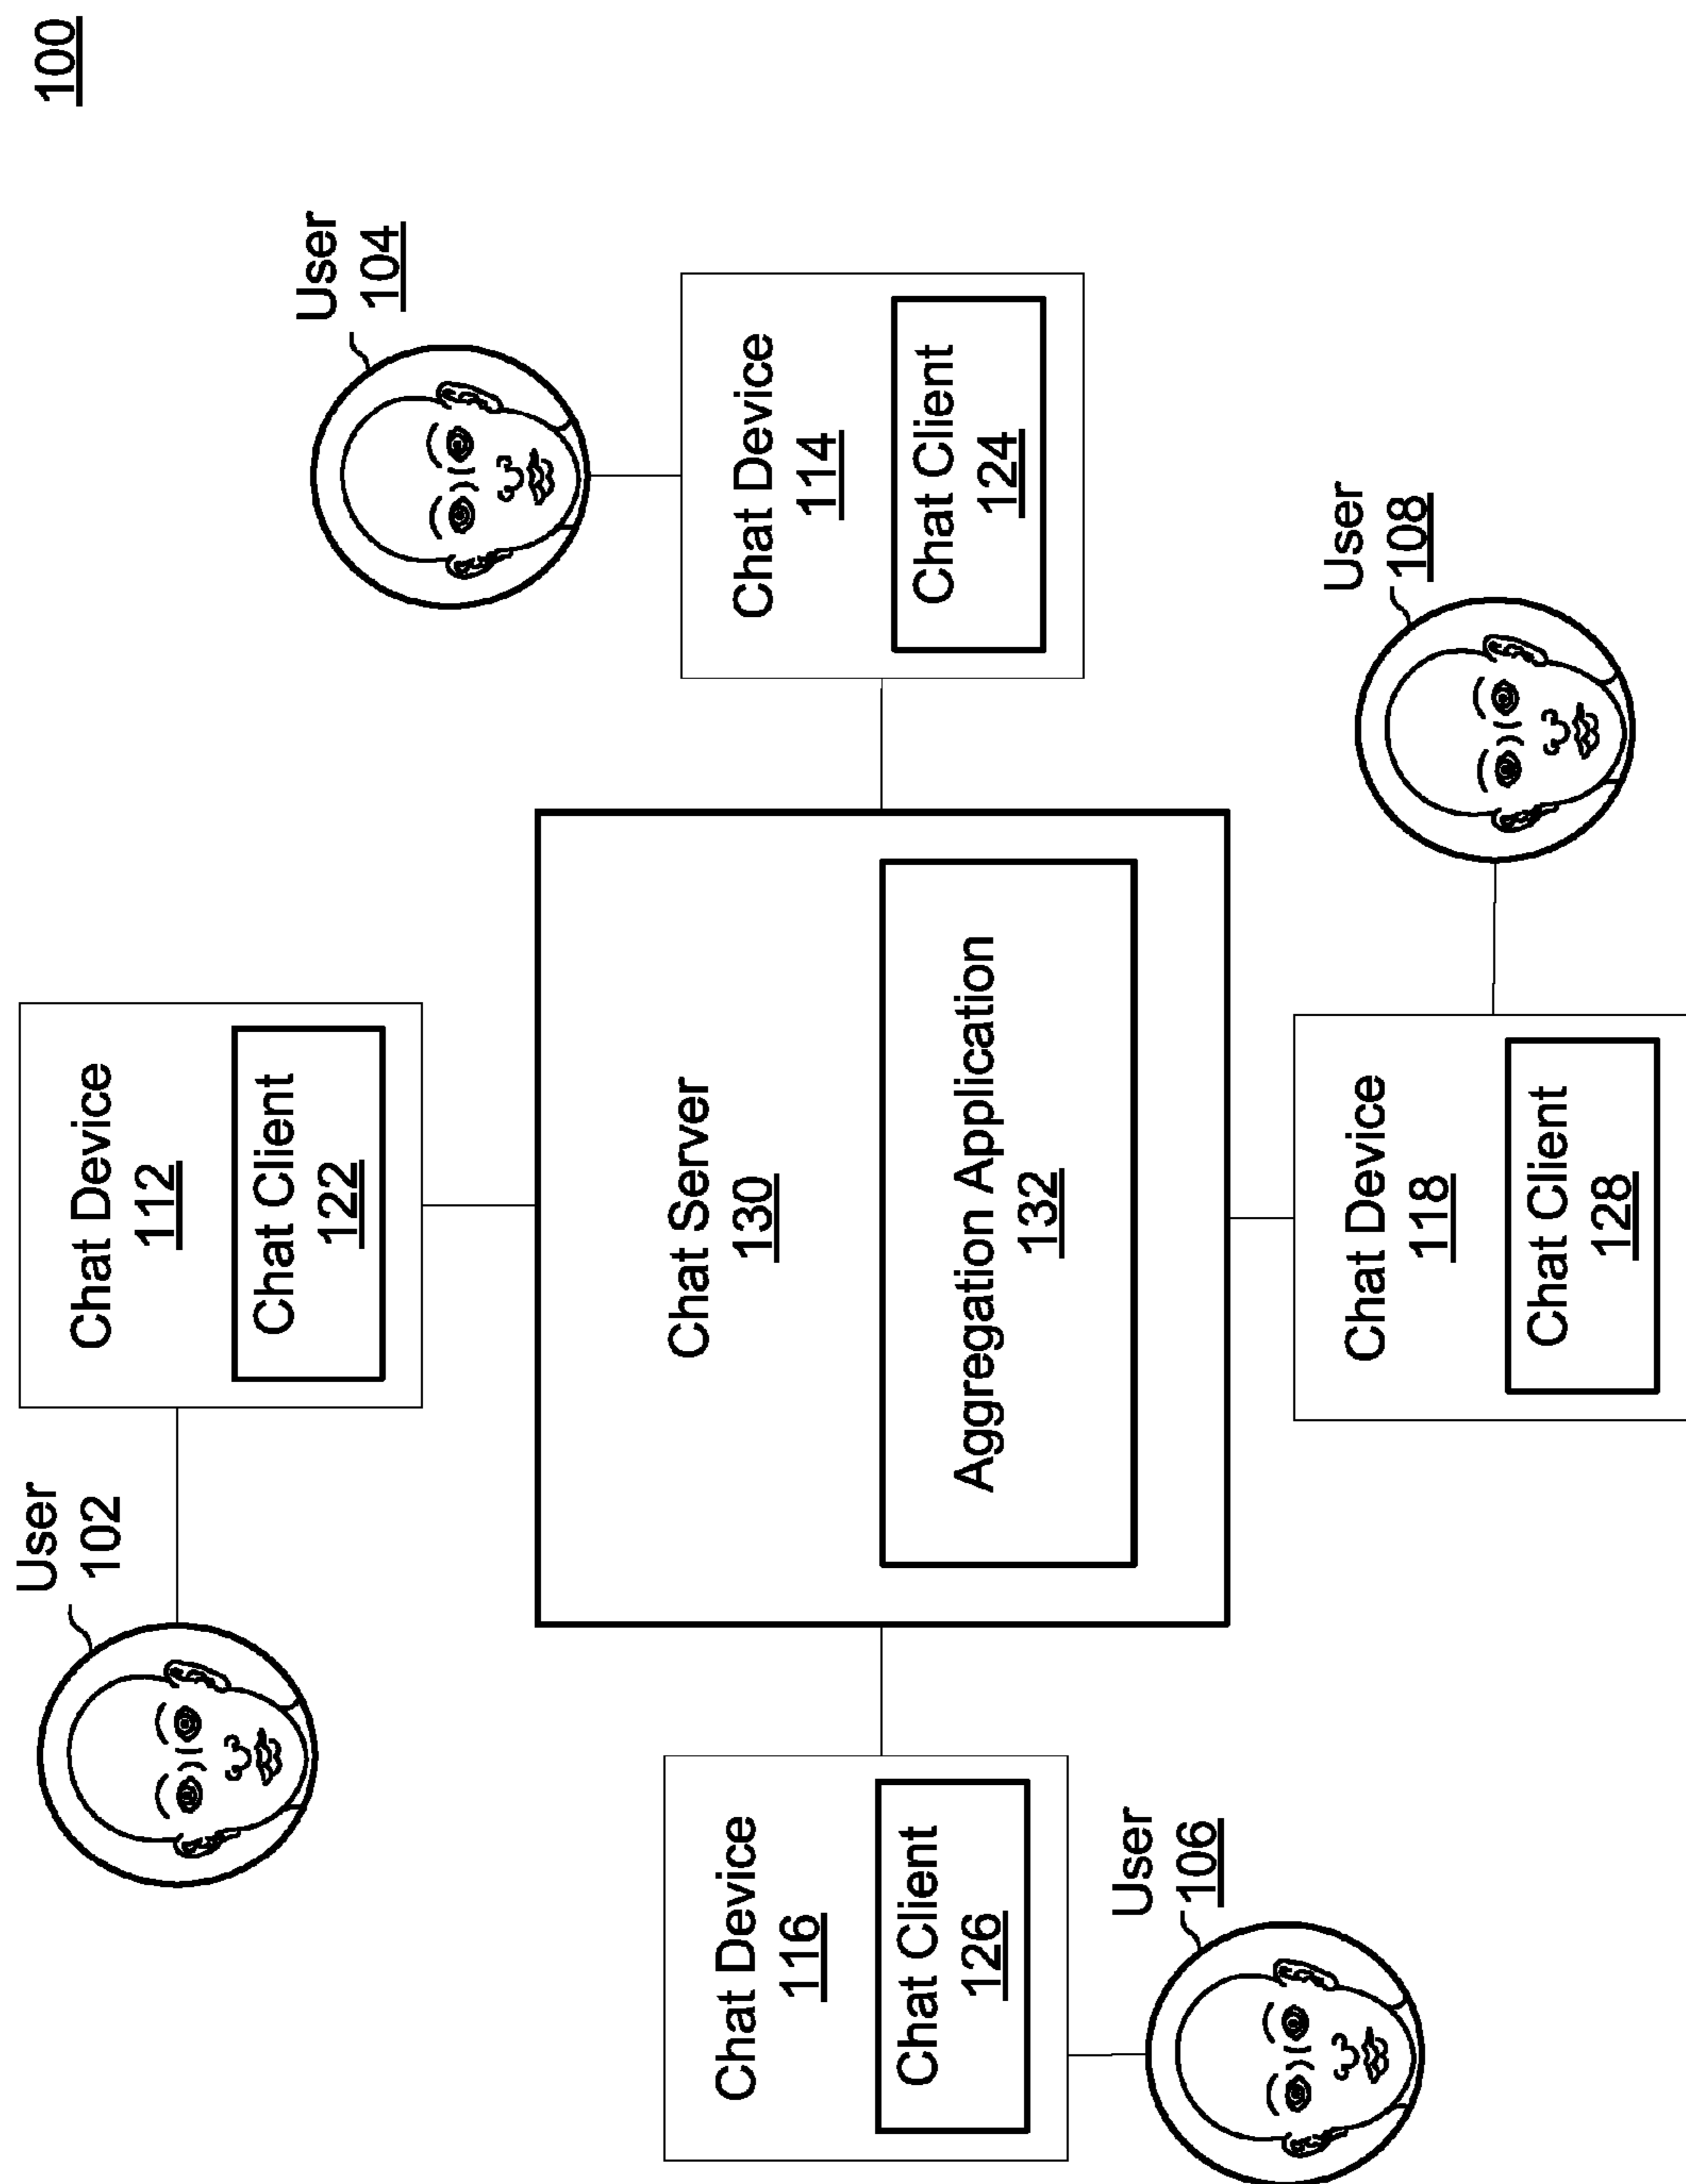 100
User
102
Chat Device
112
Chat Client
122
User
104
Chat Device
114
Chat Client
124
Chat Server
130
Aggregation Application
132
Chat Device
116
Chat Client
126
User
106
Chat Device
118
Chat Client
128
User
108